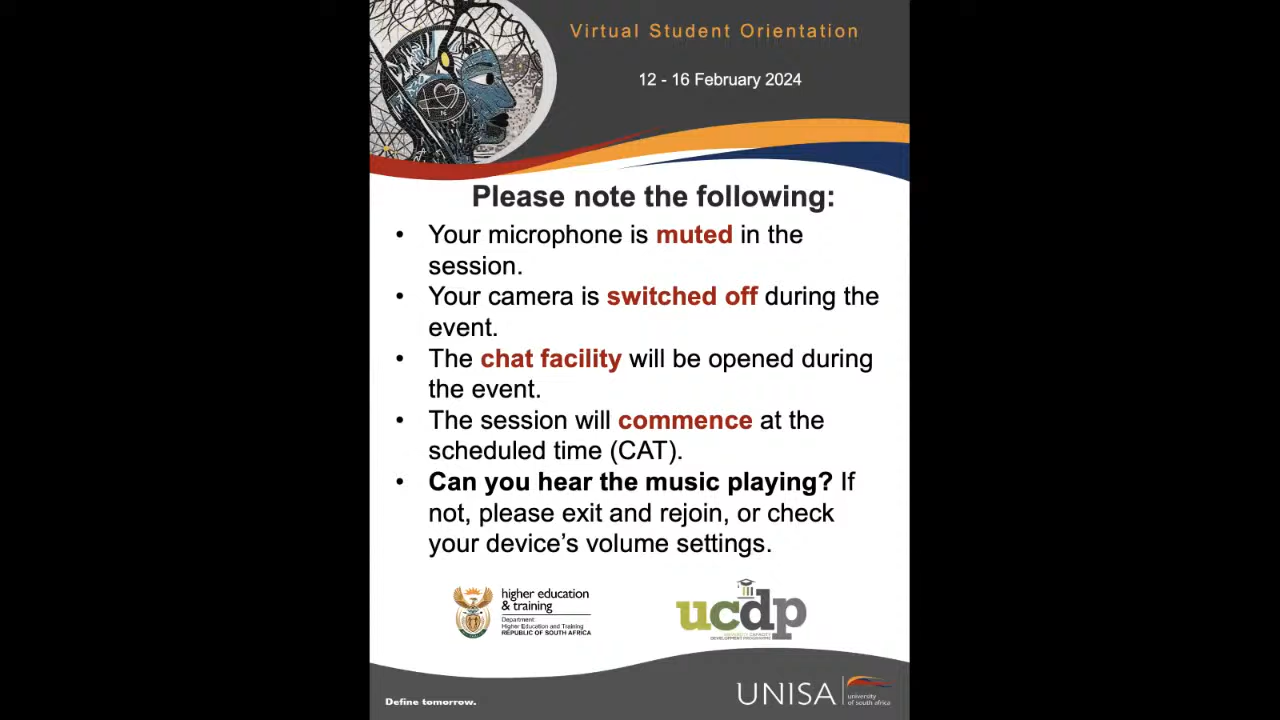 Virtual Student Orientation
12 - 16 February 2024
Please note the following:
• Your microphone is muted in the
session.
• Your camera is switched off during the
event.
• The chat facility will be opened during
the event.
• The session will commence at the
scheduled time (CAT).
• Can you hear the music playing? If
not, please exit and rejoin, or check
your device's volume settings.
higher education
& training
Department:
Higher Education and Training
REPUBLIC OF SOUTH AFRICA
ucdp
DEVELOPMENT PROGRAMME
Define tomorrow.
UNISA
university
of south africa